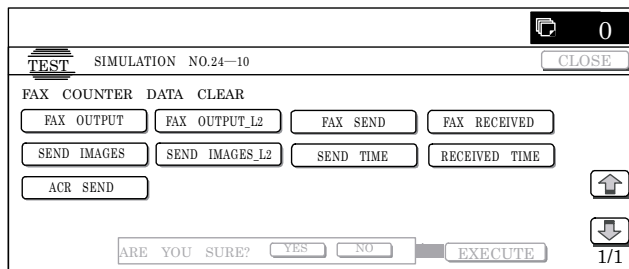 0
TEST SIMULATION NO.24—10 CLOSE
FAX COUNTER DATA CLEAR
FAX OUTPUT FAX OUTPUT_L2 FAX SEND FAX RECEIVED
SEND IMAGES SEND IMAGES_L2 SEND TIME RECEIVED TIME
ACR SEND
ARE YOU SURE? YES NO EXECUTE 1/1